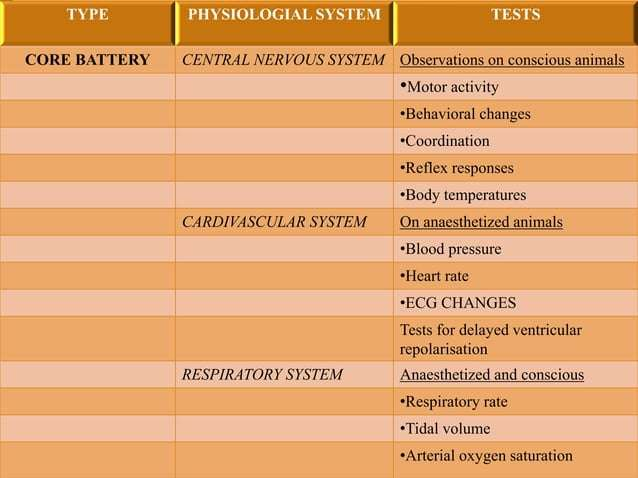 TYPE PHYSIOLOGIAL SYSTEM TESTS
CORE BATTERY CENTRAL NERVOUS SYSTEM Observations on conscious animals
•Motor activity
•Behavioral changes
•Coordination
•Reflex responses
•Body temperatures
CARDIVASCULAR SYSTEM On anaesthetized animals
•Blood pressure
•Heart rate
•ECG CHANGES
Tests for delayed ventricular
repolarisation
RESPIRATORY SYSTEM Anaesthetized and conscious
•Respiratory rate
•Tidal volume
•Arterial oxygen saturation